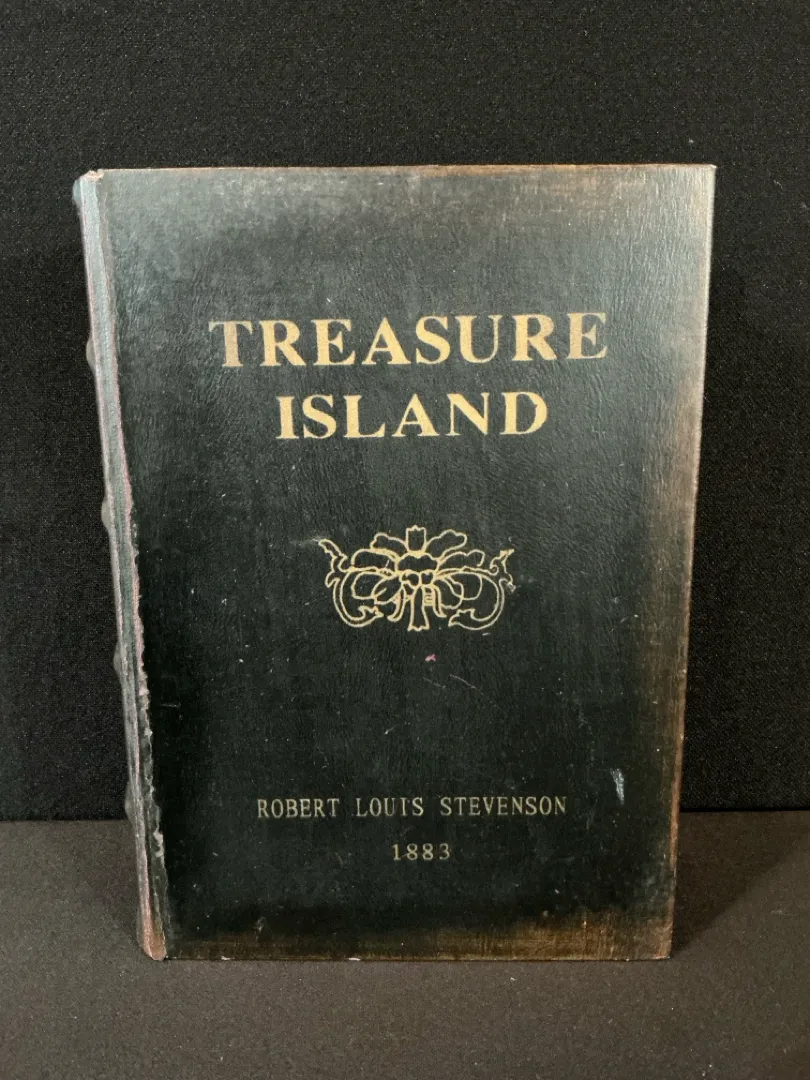 TREASURE
ISLAND
ROBERT LOUIS STEVENSON
1883